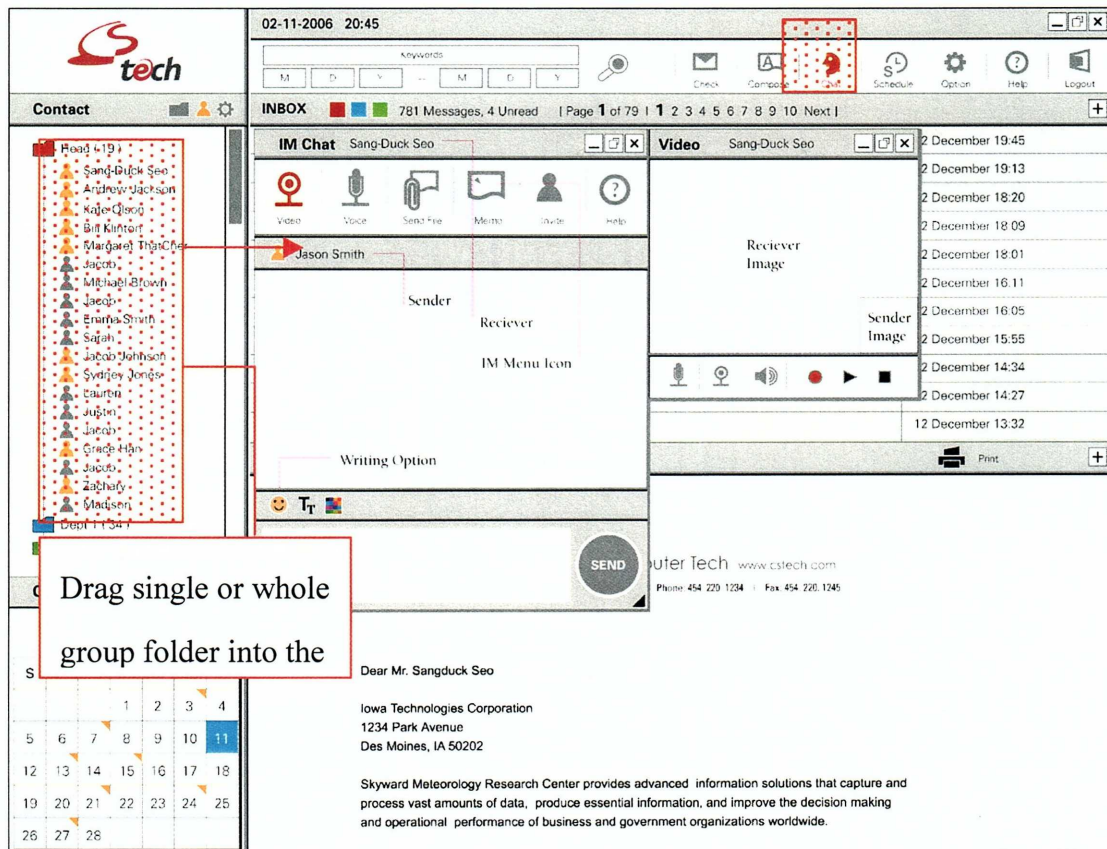 S
tech
02-11-2006 20:45
Keywords
M D Y -- M D Y
Check
Compose
Chat
Schedule
Option
Help
Logout
Contact
INBOX 781 Messages, 4 Unread | Page 1 of 79 | 1 2 3 4 5 6 7 8 9 10 Next |
Head (19)
Sang-Duck Seo
Andrew Jackson
Kate Olson
Bill Klinton
Margaret ThatCher
Jacob
Michael Brown
Jacob
Emma Smith
Sarah
Jacob Johnson
Sydney Jones
Lauren
Justin
Jacob
Grace Han
Jacob
Zachary
Madison
Dept 1 (34)
IM Chat Sang-Duck Seo
Video
Voice
Send File
Memo
Invite
Help
Jason Smith
Sender
Reciever
IM Menu Icon
Writing Option
TT
SEND
Video Sang-Duck Seo
Reciever
Image
Sender
Image
2 December 19:45
2 December 19:13
2 December 18:20
2 December 18:09
2 December 18:01
2 December 16:11
2 December 16:05
2 December 15:55
2 December 14:34
2 December 14:27
12 December 13:32
Print
Drag single or whole
group folder into the
uter Tech www.cstech.com
Phone. 454 220 1234 | Fax. 454. 220. 1245
S
1 2 3 4
5 6 7 8 9 10 11
12 13 14 15 16 17 18
19 20 21 22 23 24 25
26 27 28
Dear Mr. Sangduck Seo
Iowa Technologies Corporation
1234 Park Avenue
Des Moines, IA 50202
Skyward Meteorology Research Center provides advanced information solutions that capture and
process vast amounts of data, produce essential information, and improve the decision making
and operational performance of business and government organizations worldwide.